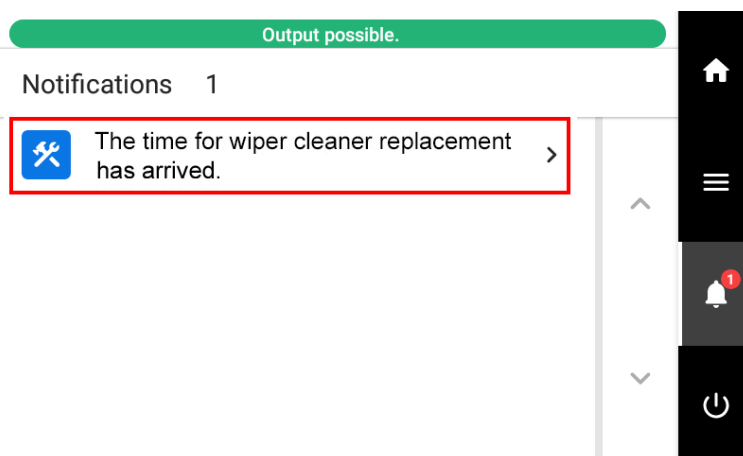 Output possible.
Notifications 1
The time for wiper cleaner replacement
has arrived.
1